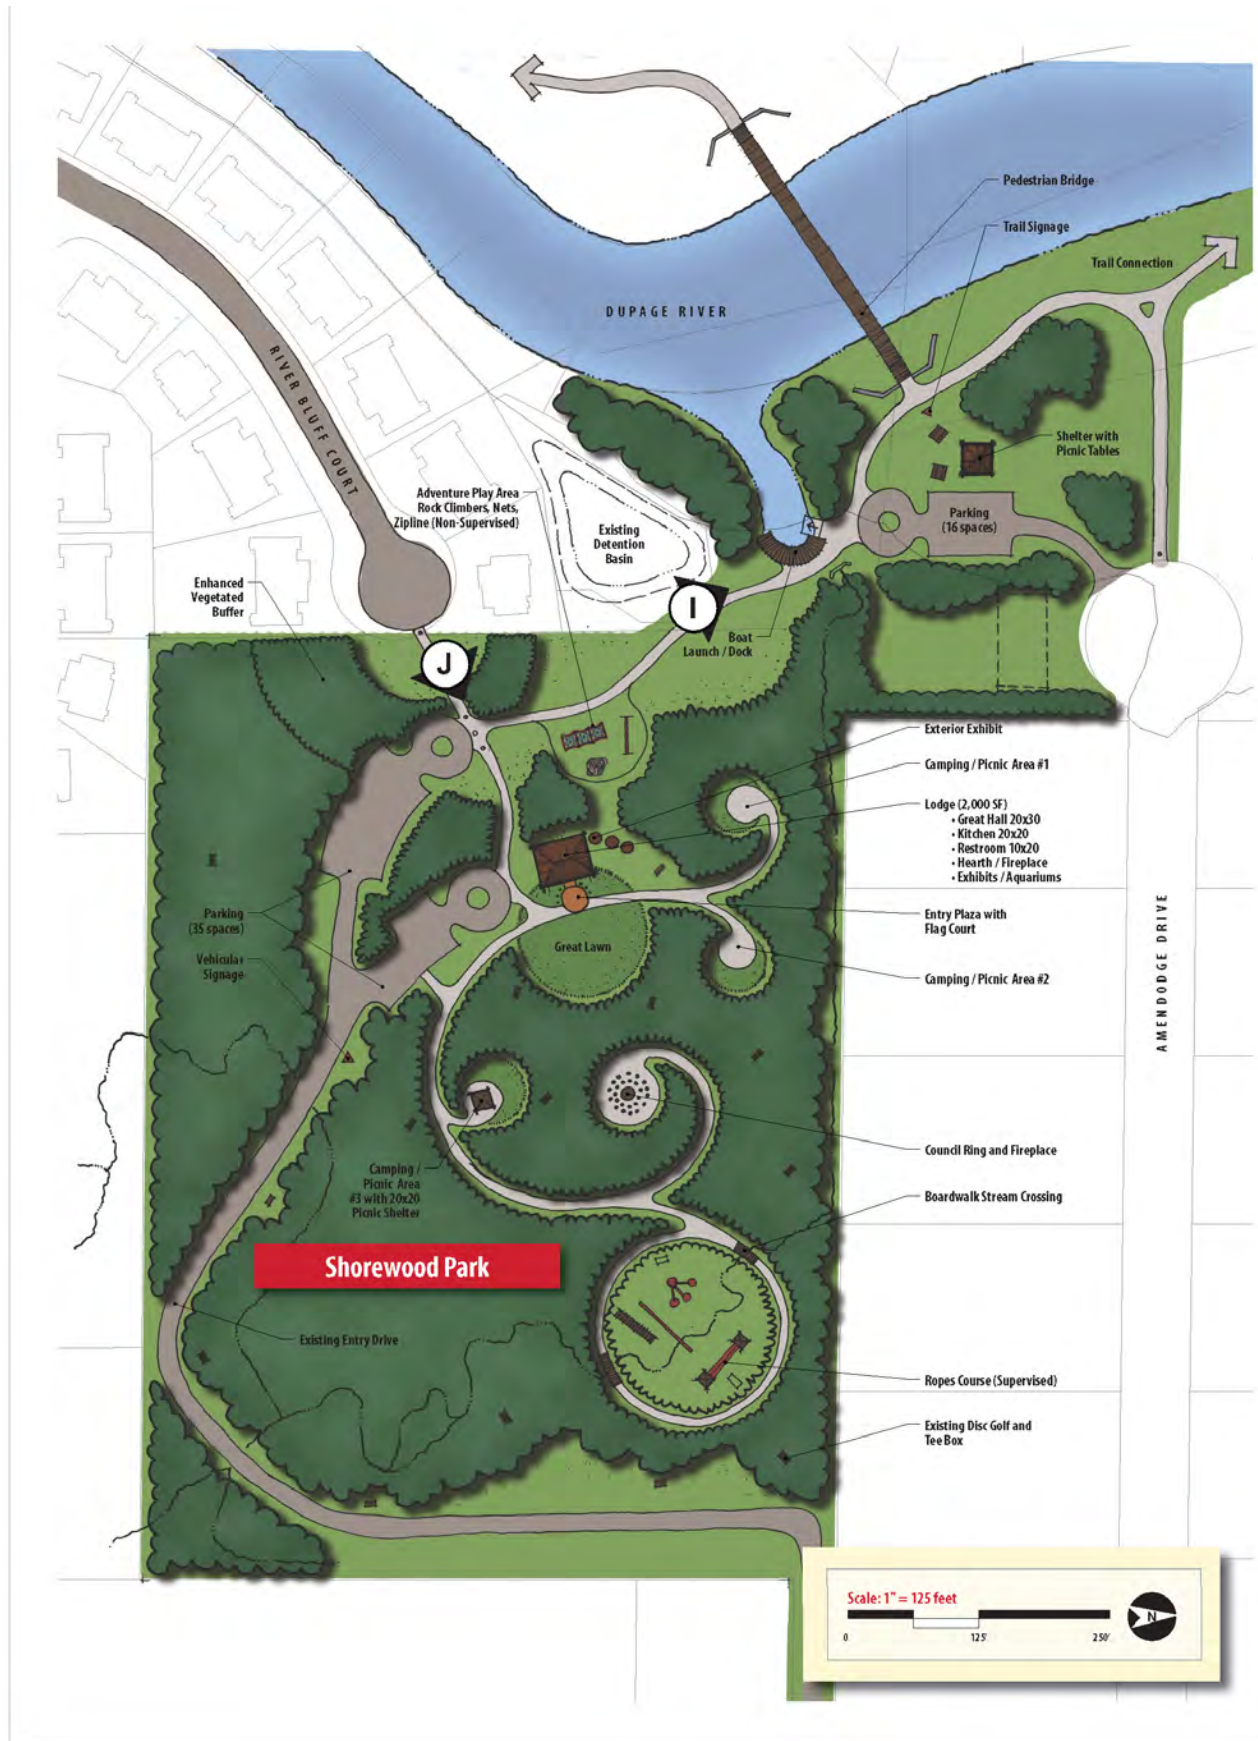 Pedestrian Bridge
Trail Signage
Trail Connection
DUPAGE RIVER
RIVER BLUFF COURT
Shelter with
Picnic Tables
Adventure Play Area
Rock Climbers, Nets,
Zipline (Non-Supervised)
Existing
Detention
Basin
Parking
(16 spaces)
Enhanced
Vegetated
Buffer
I
J
Boat
Launch / Dock
Exterior Exhibit
Camping / Picnic Area #1
Lodge (2,000 SF)
• Great Hall 20x30
• Kitchen 20x20
• Restroom 10x20
• Hearth / Fireplace
• Exhibits / Aquariums
Parking
(35 spaces)
Entry Plaza with
Flag Court
Great Lawn
Vehicular
Signage
Camping / Picnic Area #2
AMENDODGE DRIVE
Camping /
Picnic Area
#3 with 20x20
Picnic Shelter
Council Ring and Fireplace
Boardwalk Stream Crossing
Shorewood Park
Existing Entry Drive
Ropes Course (Supervised)
Existing Disc Golf and
Tee Box
Scale: 1" = 125 feet
0 125' 250'
N